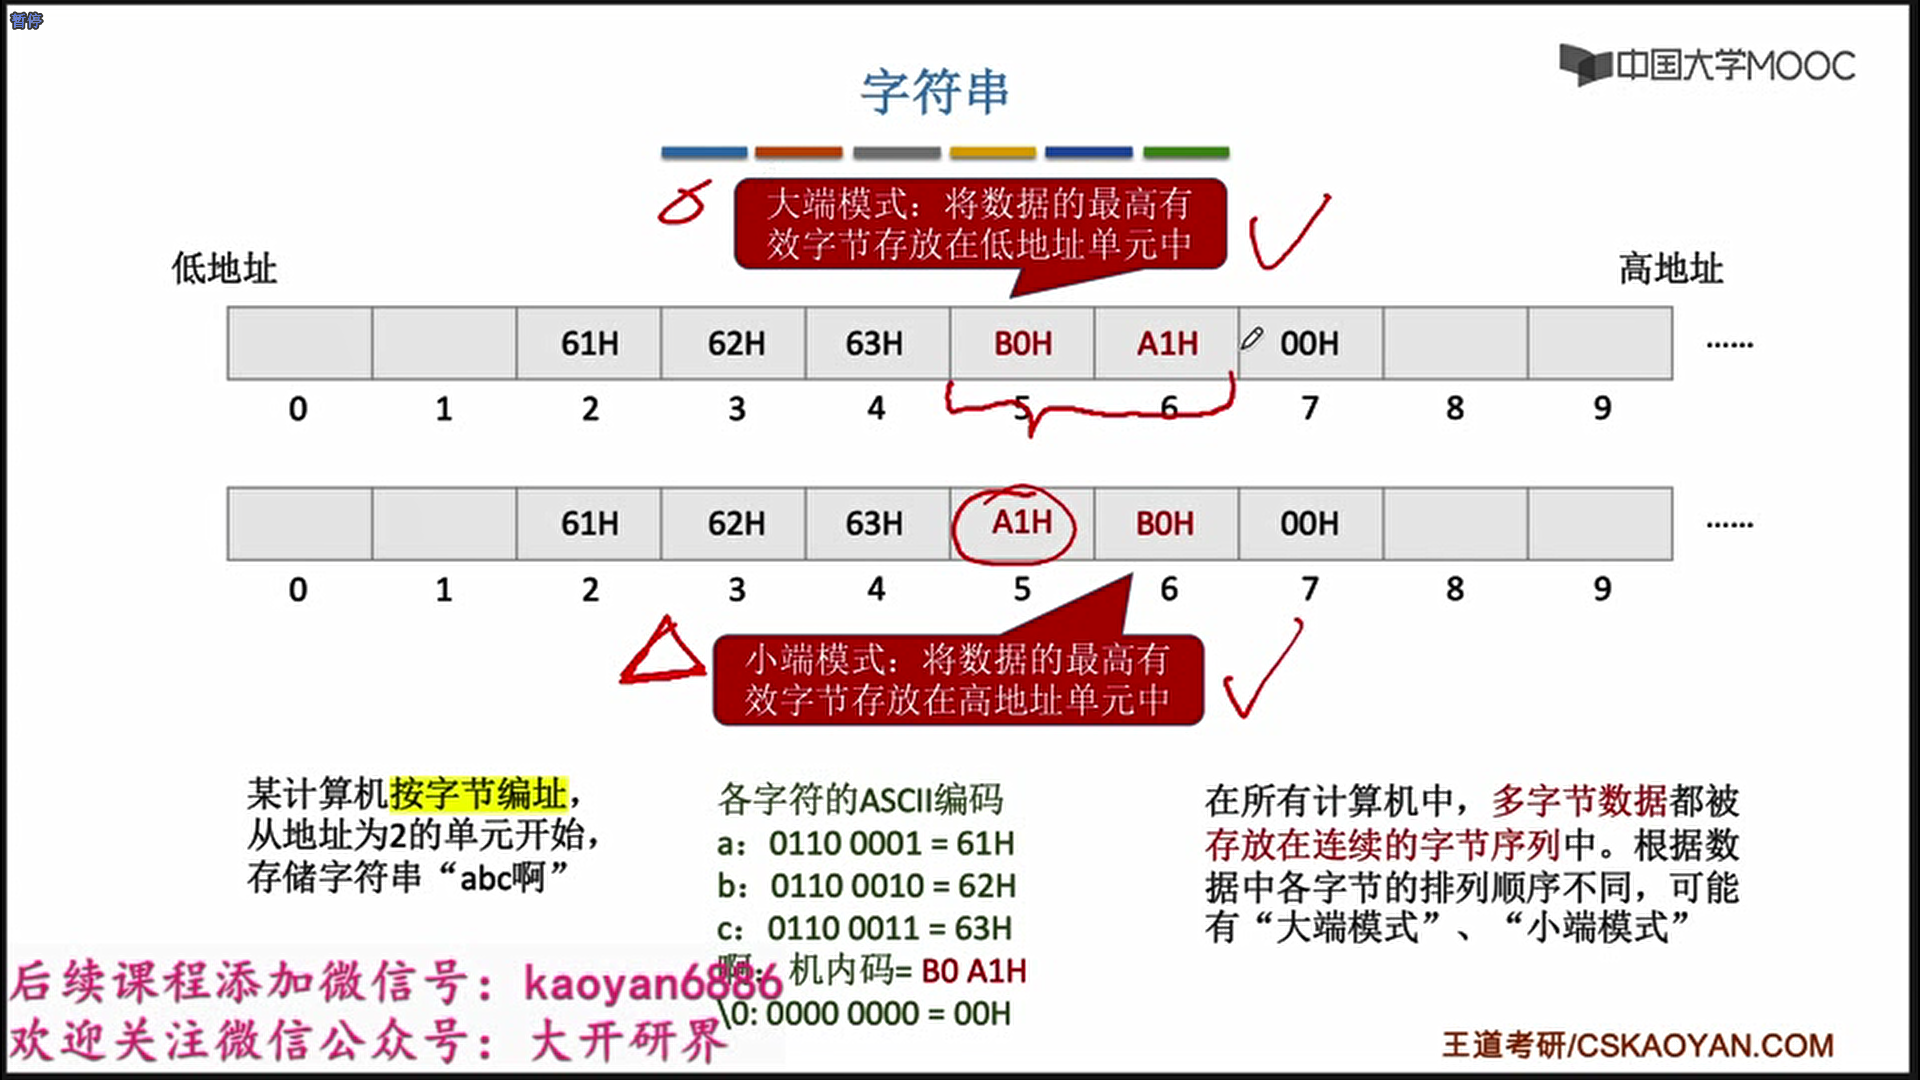 暂停
中国大学MOOC
字符串
大端模式：将数据的最高有
效字节存放在低地址单元中
低地址
高地址
61H 62H 63H B0H A1H 00H ······
0 1 2 3 4 5 6 7 8 9
61H 62H 63H A1H B0H 00H ······
0 1 2 3 4 5 6 7 8 9
小端模式：将数据的最高有
效字节存放在高地址单元中
某计算机按字节编址，
从地址为2的单元开始，
存储字符串“abc啊”
各字符的ASCII编码
a： 0110 0001 = 61H
b： 0110 0010 = 62H
c： 0110 0011 = 63H
啊：机内码= B0 A1H
\0: 0000 0000 = 00H
在所有计算机中，多字节数据都被
存放在连续的字节序列中。根据数
据中各字节的排列顺序不同，可能
有“大端模式”、“小端模式”
后续课程添加微信号：kaoyan6886
欢迎关注微信公众号：大开研界
王道考研/CSKAOYAN.COM